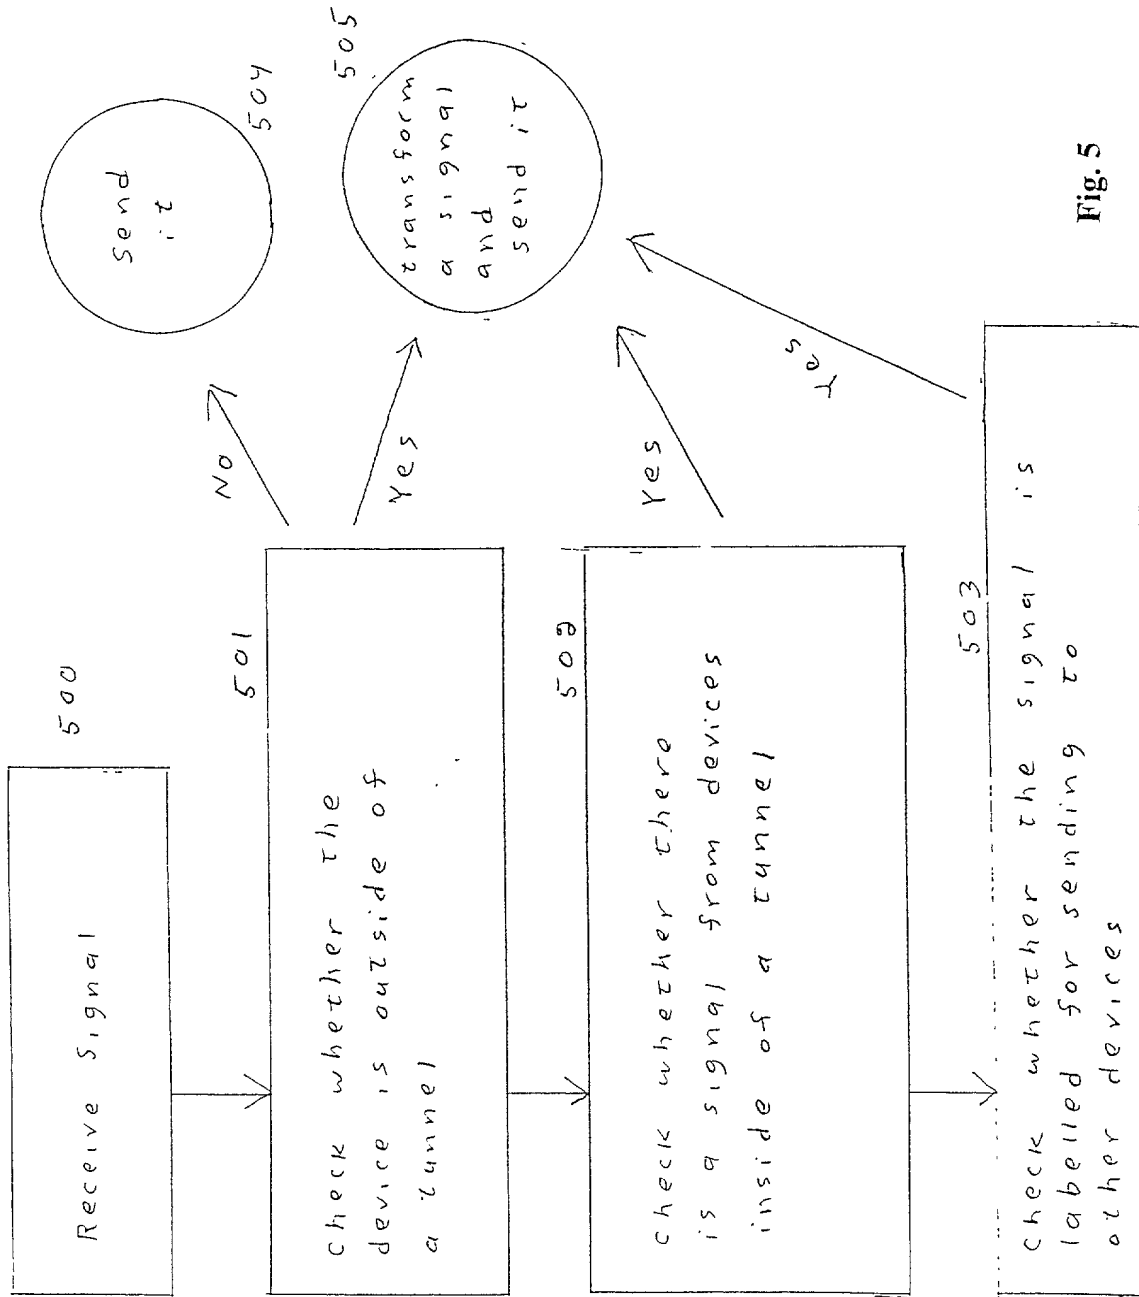 500
Receive Signal
501
check whether the
device is outside of
a tunnel
502
check whether there
is a signal from devices
inside of a tunnel
503
check whether the signal is
labelled for sending to
other devices
No
Yes
Yes
Yes
504
Send
it
505
transform
a signal
and
send it
Fig. 5